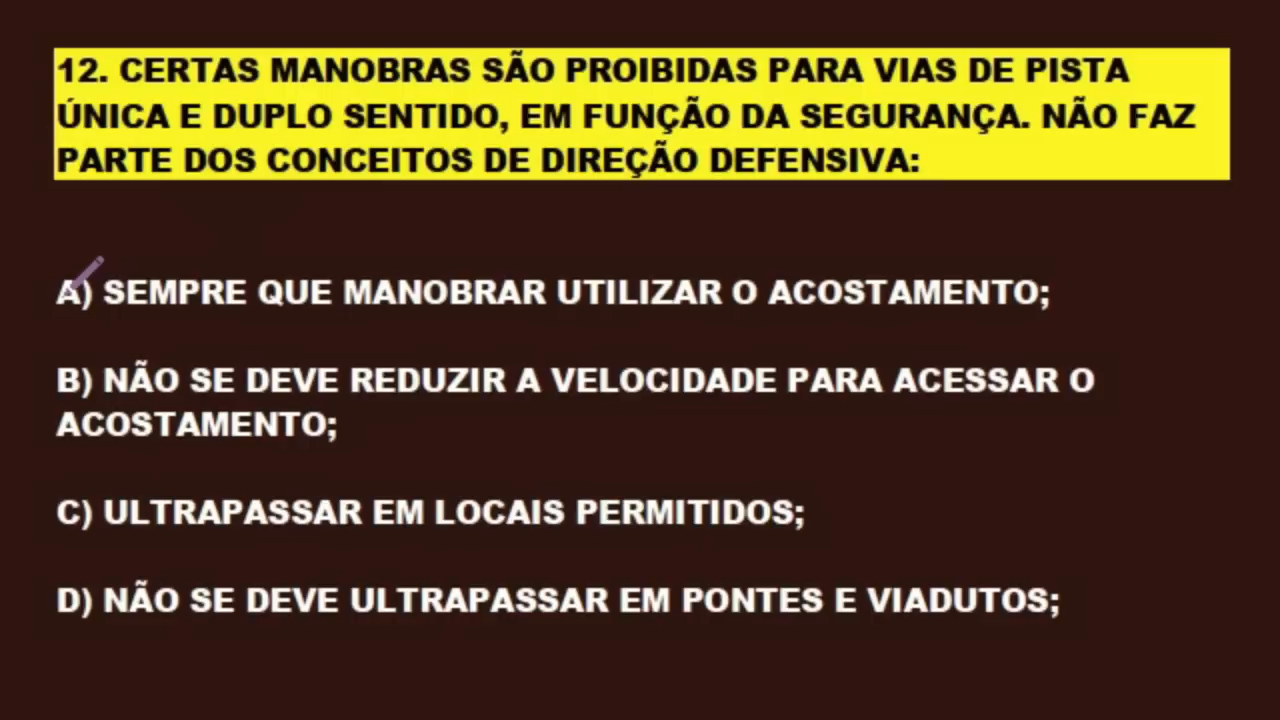 12. CERTAS MANOBRAS SÃO PROIBIDAS PARA VIAS DE PISTA
ÚNICA E DUPLO SENTIDO, EM FUNÇÃO DA SEGURANÇA. NÃO FAZ
PARTE DOS CONCEITOS DE DIREÇÃO DEFENSIVA:
A) SEMPRE QUE MANOBRAR UTILIZAR O ACOSTAMENTO;
B) NÃO SE DEVE REDUZIR A VELOCIDADE PARA ACESSAR O
ACOSTAMENTO;
C) ULTRAPASSAR EM LOCAIS PERMITIDOS;
D) NÃO SE DEVE ULTRAPASSAR EM PONTES E VIADUTOS;